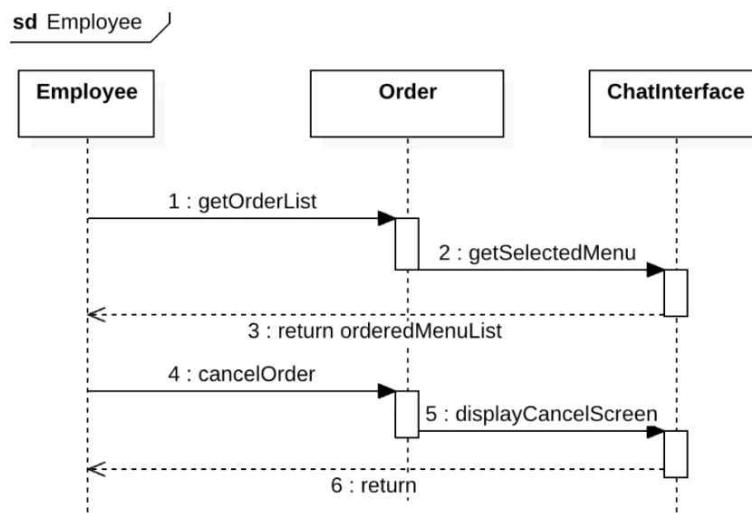 sd Employee
Employee
Order
ChatInterface
1 : getOrderList
2 : getSelectedMenu
3 : return orderedMenuList
4 : cancelOrder
5 : displayCancelScreen
6 : return